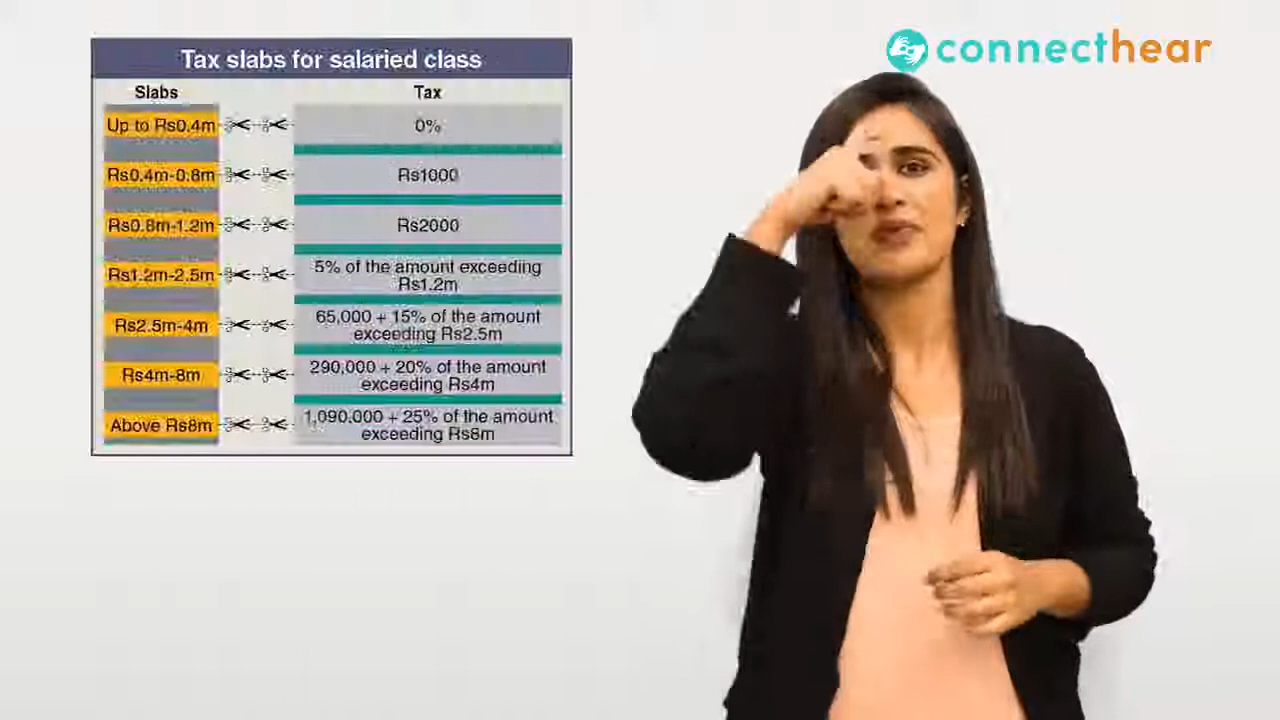 connecthear
Tax slabs for salaried class
Slabs Tax
Up to Rs0.4m 0%
Rs0.4m-0.8m Rs1000
Rs0.8m-1.2m Rs2000
Rs1.2m-2.5m 5% of the amount exceeding
Rs1.2m
Rs2.5m-4m 65,000 + 15% of the amount
exceeding Rs2.5m
Rs4m-8m 290,000 + 20% of the amount
exceeding Rs4m
Above Rs8m 1,090,000 + 25% of the amount
exceeding Rs8m